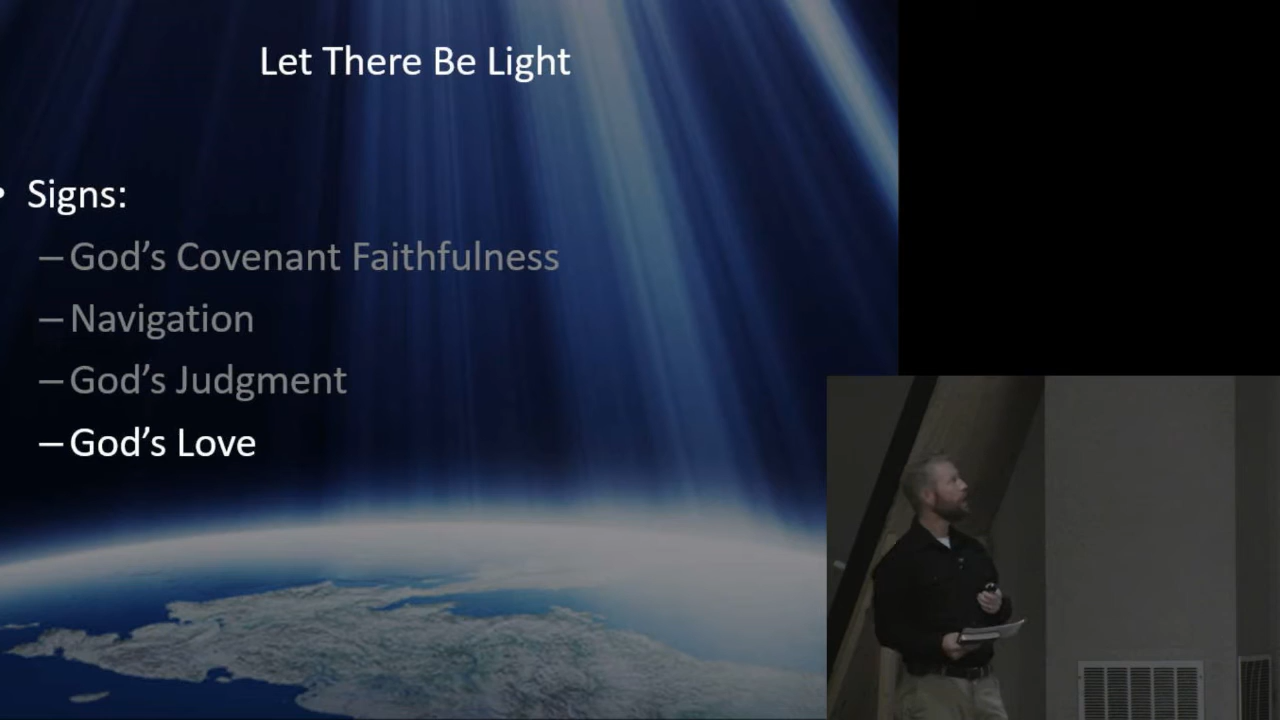 Let There Be Light
• Signs:
–God’s Covenant Faithfulness
–Navigation
–God’s Judgment
–God’s Love